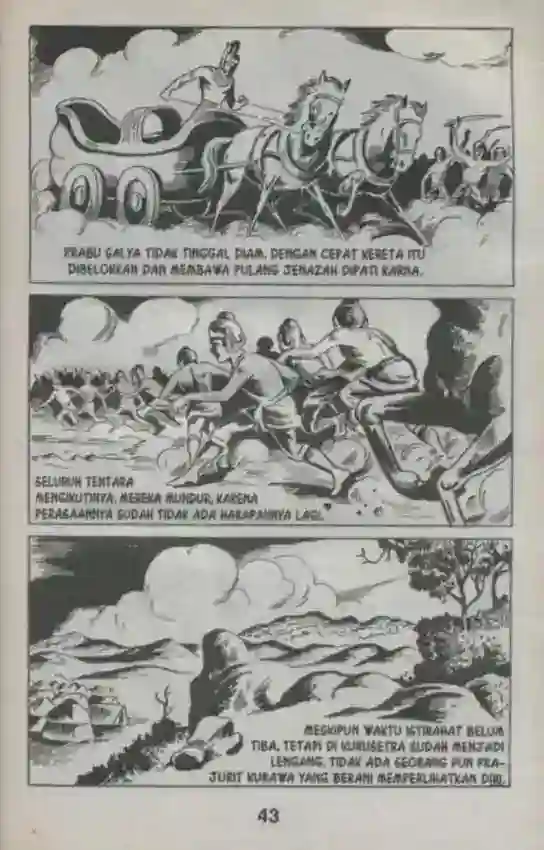 PRABU SALYA TIDAK TINGGAL DIAM. DENGAN CEPAT KERETA ITU
DIBELOKKAN DAN MEMBAWA PULANG JENAZAH DIPATI KARNA.
SELURUH TENTARA
MENGIKUTINYA. MEREKA MUNDUR, KARENA
PERASAANNYA SUDAH TIDAK ADA HARAPANNYA LAGI.
MESKIPUN WAKTU ISTIRAHAT BELUM
TIBA, TETAPI DI KURUSETRA SUDAH MENJADI
LENGANG. TIDAK ADA SEORANG PUN PRA-
JURIT KURAWA YANG BERANI MEMPERLIHATKAN DIRI.
43